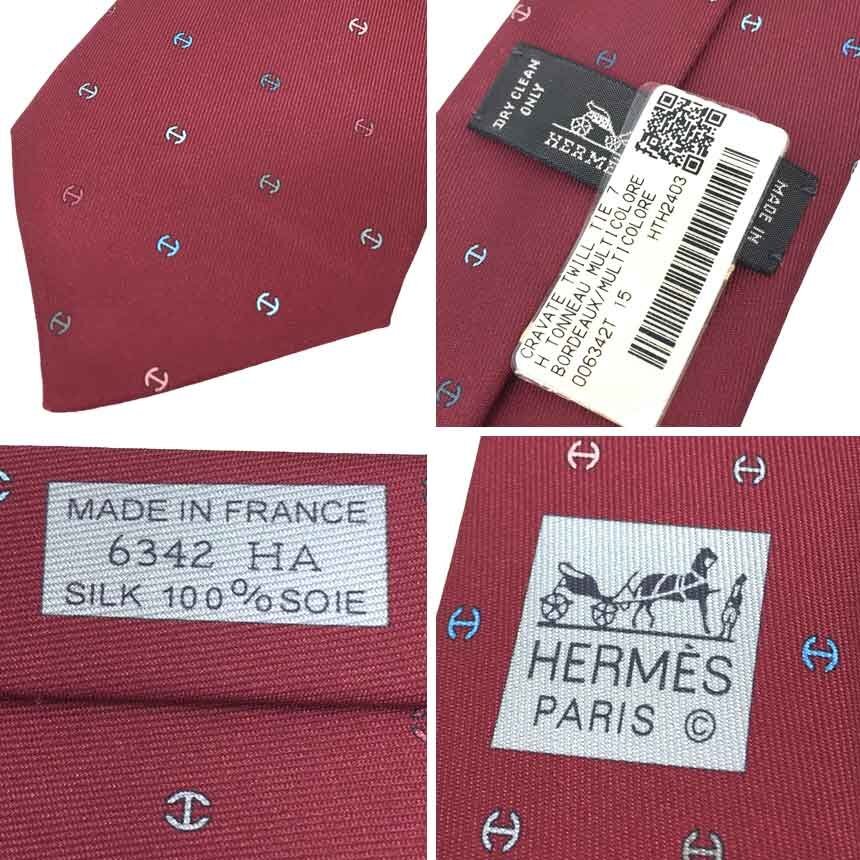 DRY CLEAN
ONLY
HERMÈS
MADE IN
CRAVATE TWILL TIE 7
H TONNEAU MULTICOLORE
BORDEAUX/MULTICOLORE
006342T 15
HTH2403
MADE IN FRANCE
6342 HA
SILK 100% SOIE
HERMÈS
PARIS ©